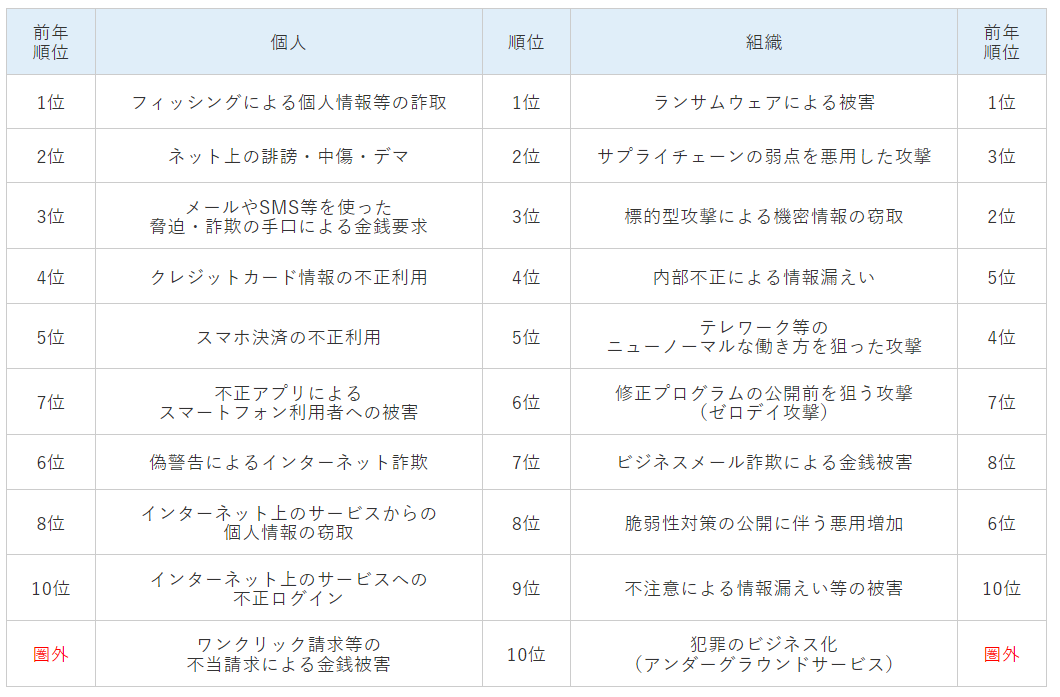 前年
順位
個人
順位
組織
前年
順位
1位
フィッシングによる個人情報等の詐取
1位
ランサムウェアによる被害
1位
2位
ネット上の誹謗・中傷・デマ
2位
サプライチェーンの弱点を悪用した攻撃
3位
3位
メールやSMS等を使った
脅迫・詐欺の手口による金銭要求
3位
標的型攻撃による機密情報の窃取
2位
4位
クレジットカード情報の不正利用
4位
内部不正による情報漏えい
5位
5位
スマホ決済の不正利用
5位
テレワーク等の
ニューノーマルな働き方を狙った攻撃
4位
7位
不正アプリによる
スマートフォン利用者への被害
6位
修正プログラムの公開前を狙う攻撃
（ゼロデイ攻撃）
7位
6位
偽警告によるインターネット詐欺
7位
ビジネスメール詐欺による金銭被害
8位
8位
インターネット上のサービスからの
個人情報の窃取
8位
脆弱性対策の公開に伴う悪用増加
6位
10位
インターネット上のサービスへの
不正ログイン
9位
不注意による情報漏えい等の被害
10位
圏外
ワンクリック請求等の
不当請求による金銭被害
10位
犯罪のビジネス化
（アンダーグラウンドサービス）
圏外